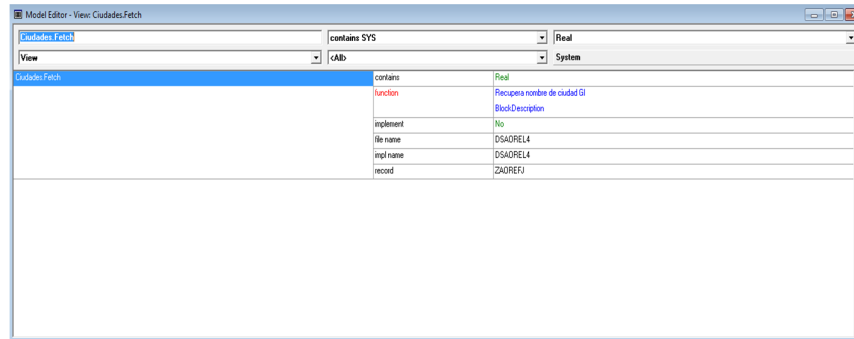 Model Editor - View: Ciudades.Fetch
Ciudades.Fetch contains SYS Real
View <All> System
Ciudades.Fetch contains Real
function Recupera nombre de ciudad GI
BlockDescription
implement No
file name DSAOREL4
impl name DSAOREL4
record ZAOREFJ